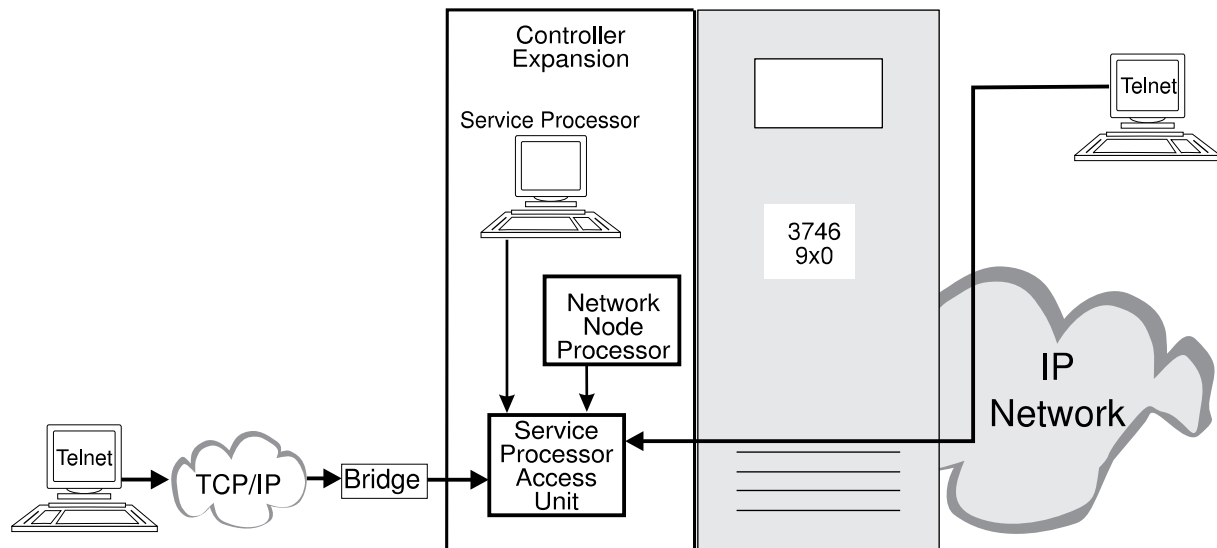 Controller
Expansion
Service Processor
Telnet
3746
9x0
Network
Node
Processor
IP
Network
Service
Processor
Access
Unit
Telnet
TCP/IP
Bridge